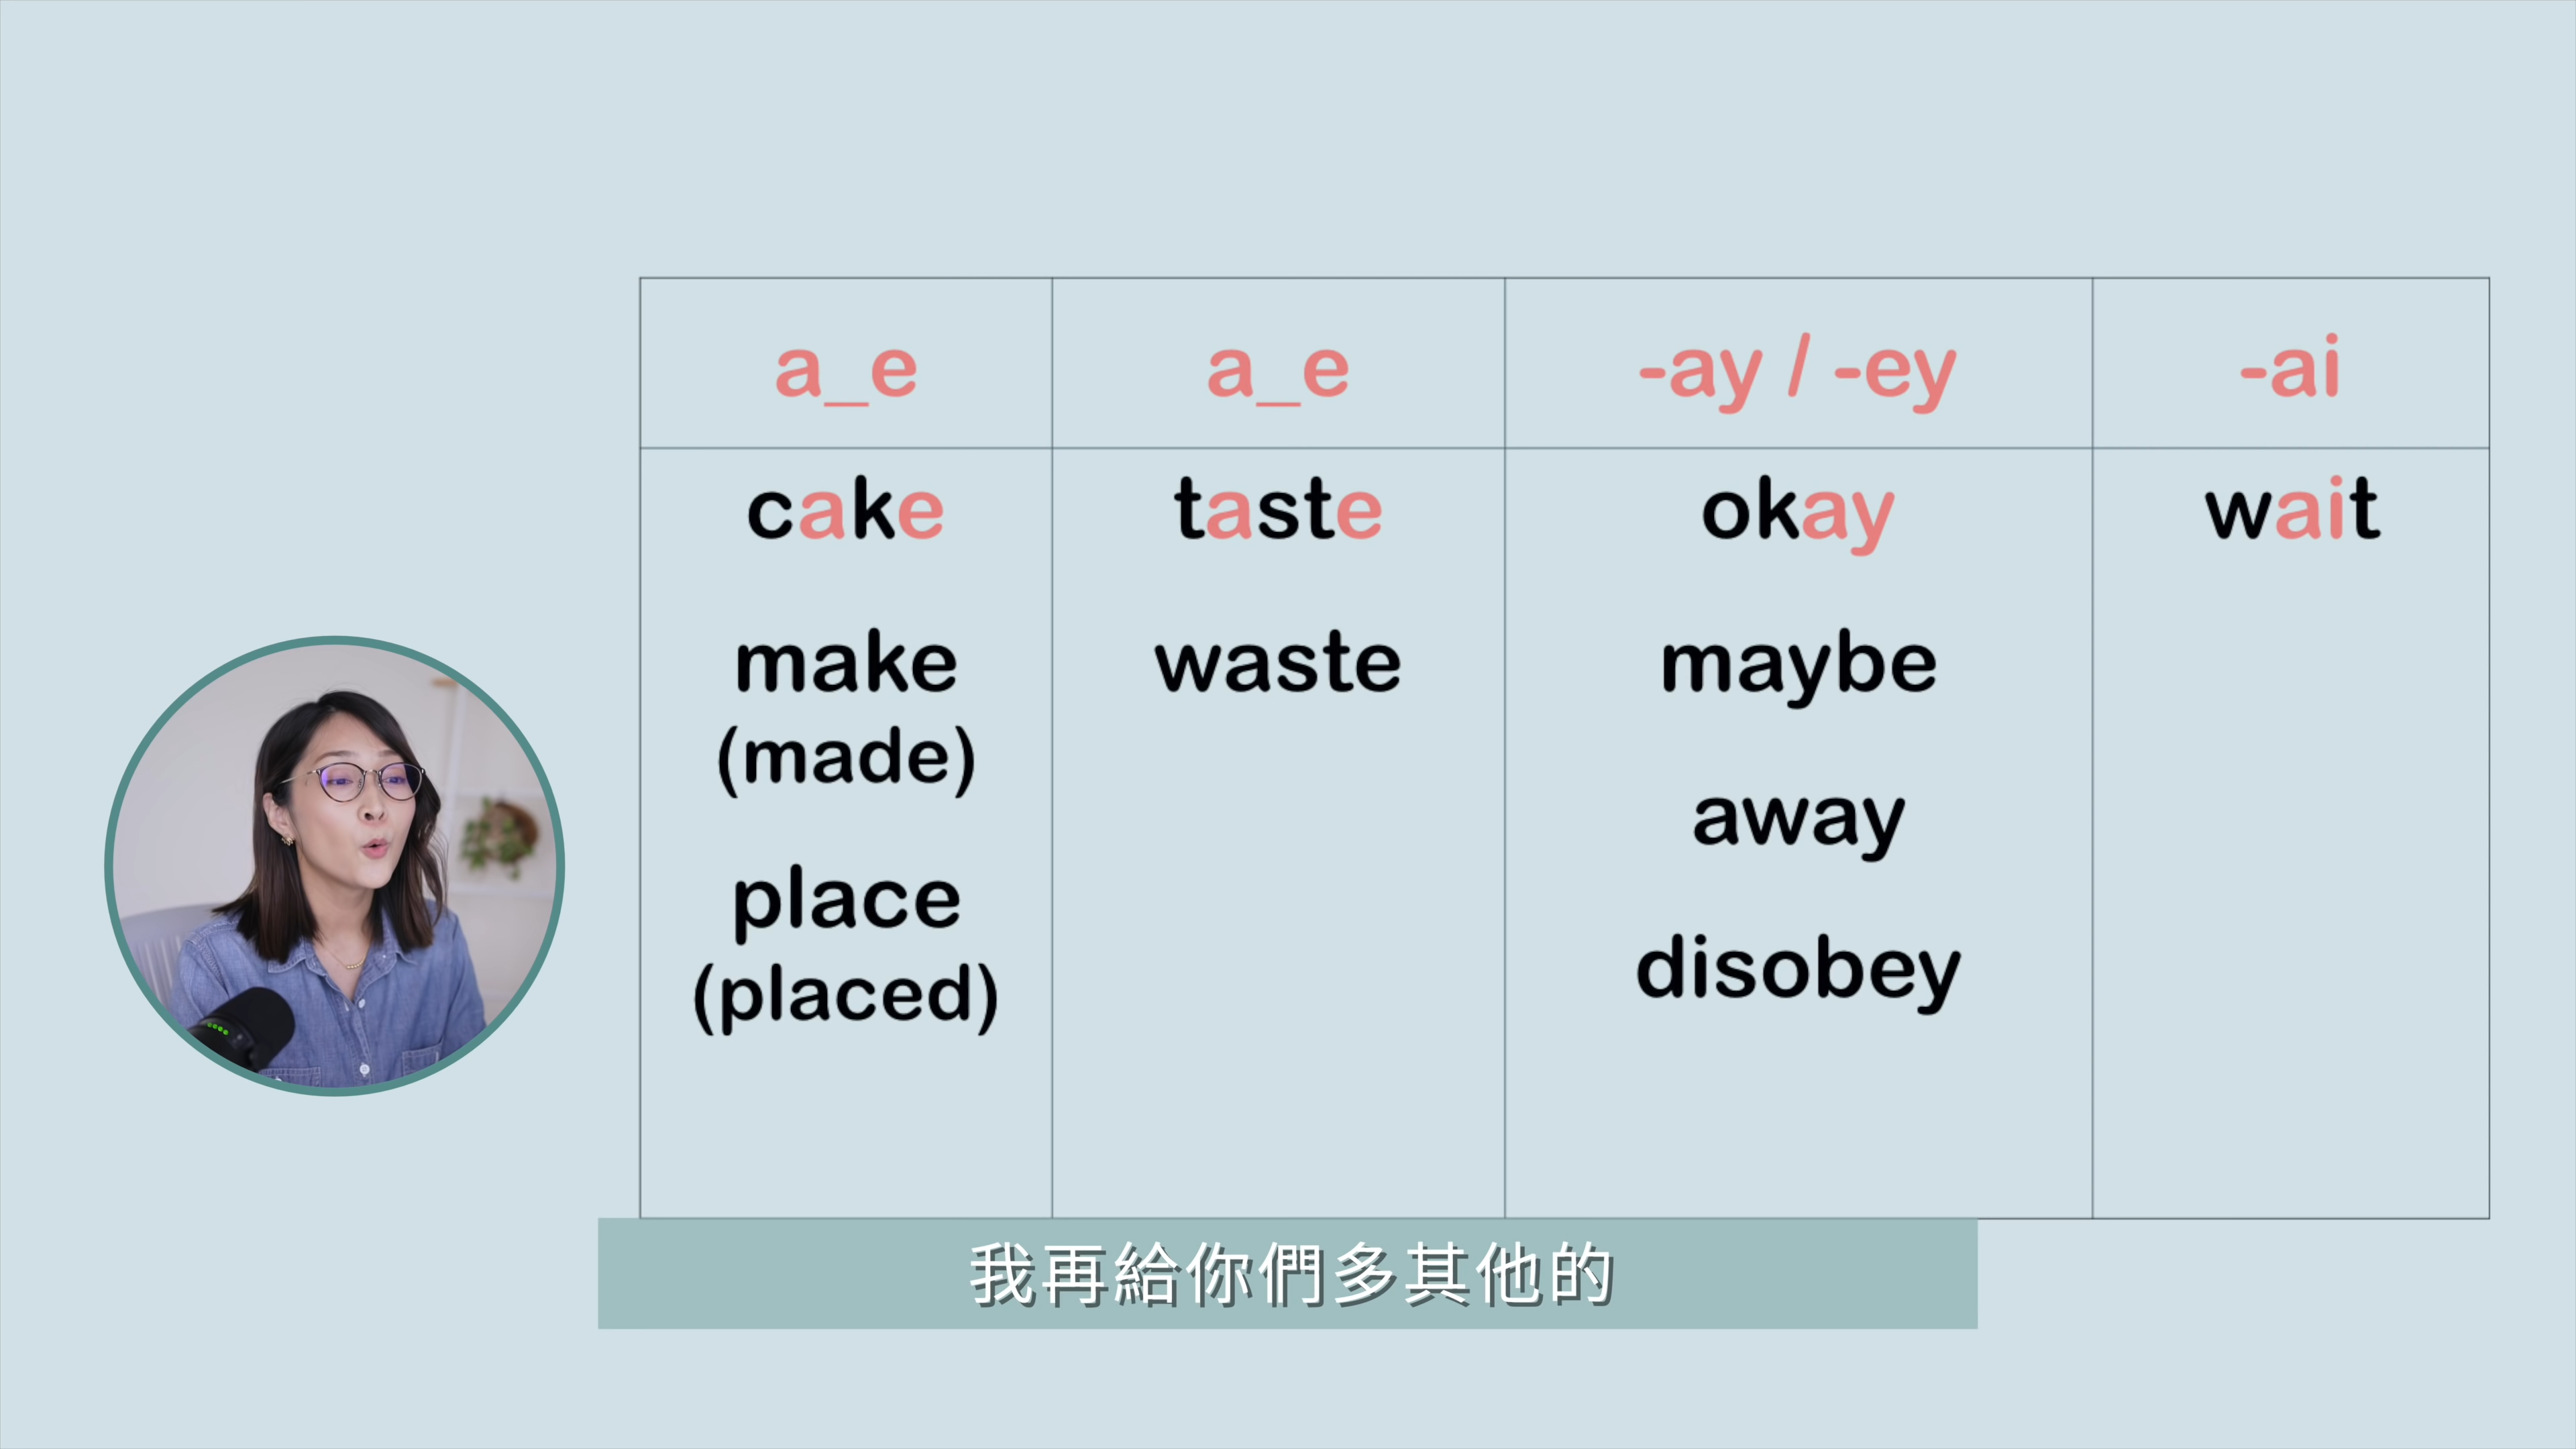 a_e
a_e
-ay / -ey
-ai
cake
taste
okay
wait
make
(made)
waste
maybe
place
(placed)
away
disobey
我再給你們多其他的